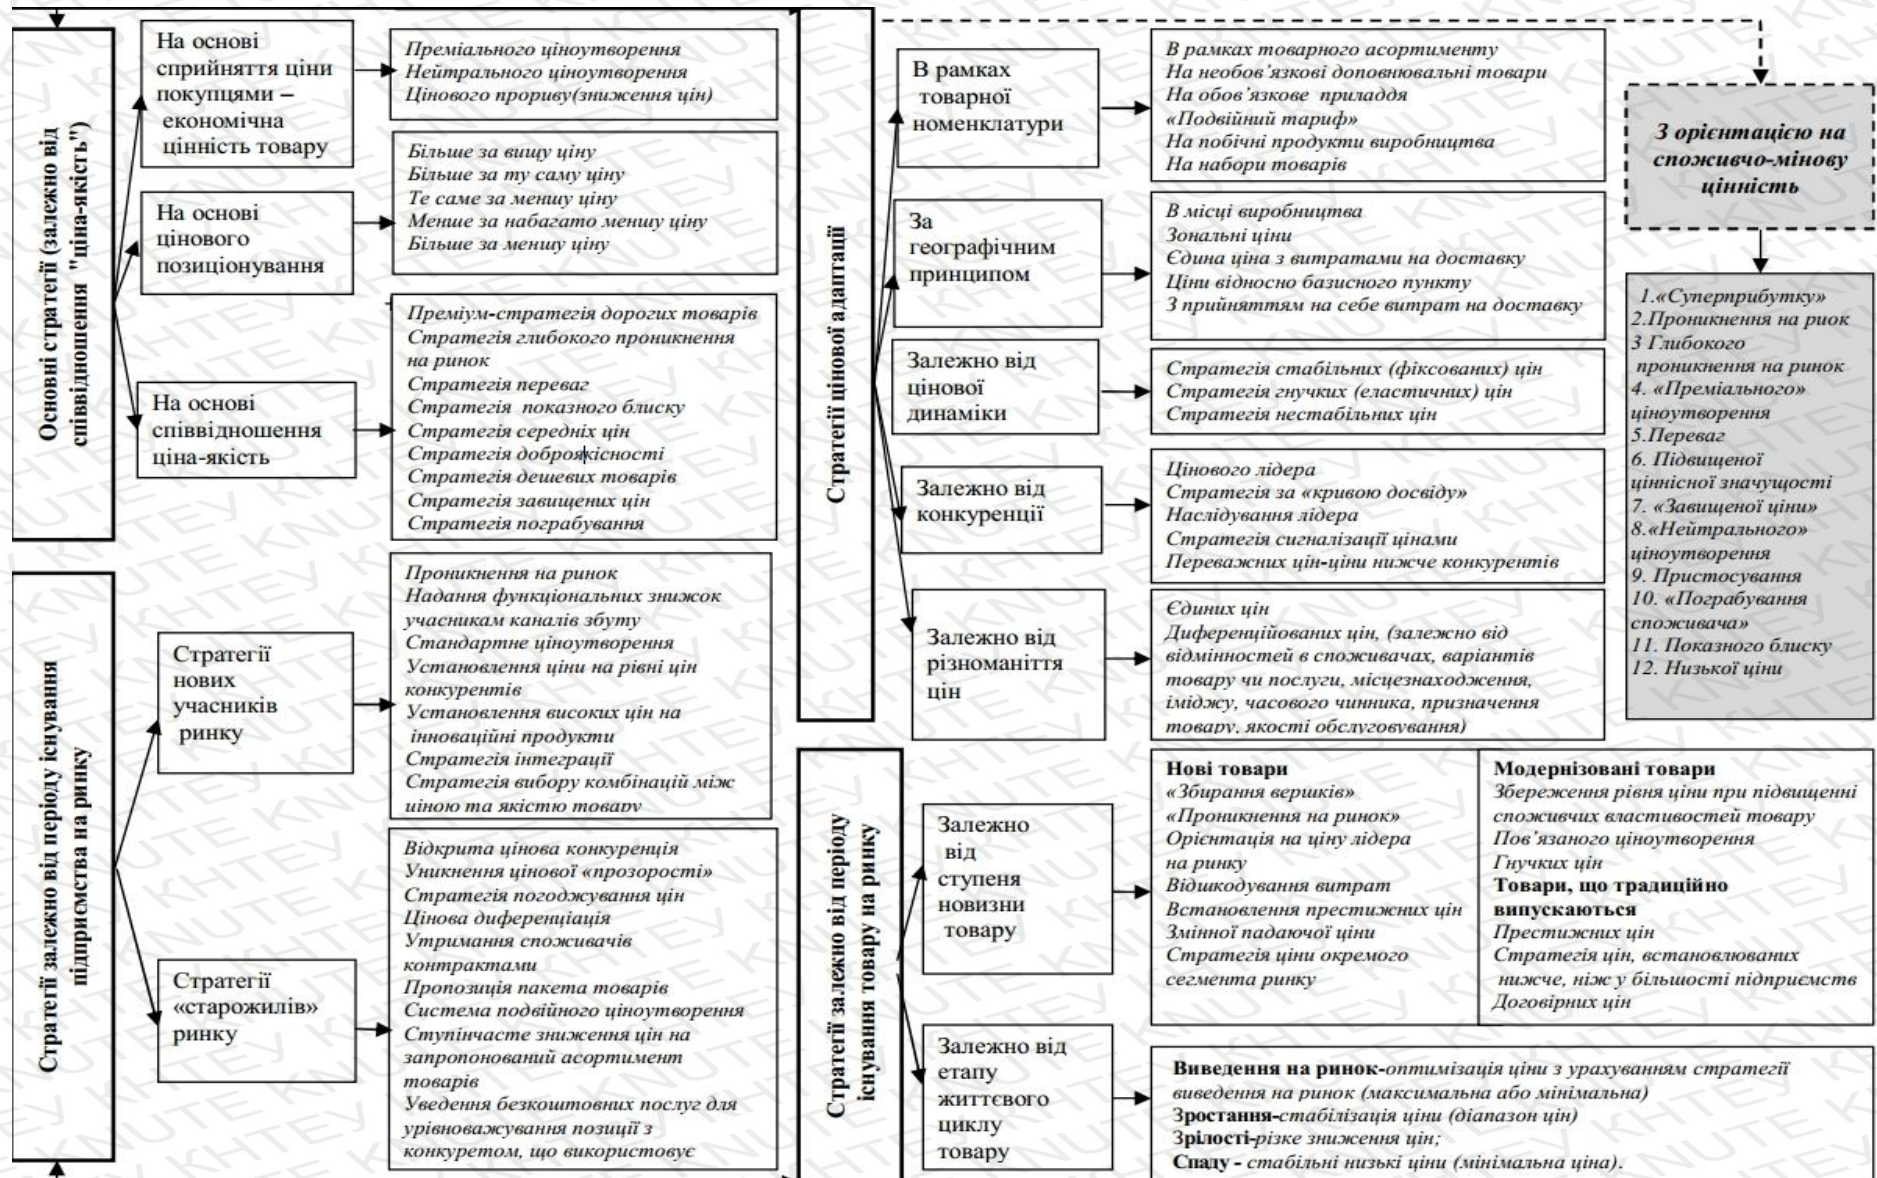 Основні стратегії (залежно від
співвідношення "ціна-якість")
На основі
сприйняття ціни
покупцями –
економічна
цінність товару
Преміального ціноутворення
Нейтрального ціноутворення
Цінового прориву(зниження цін)
На основі
цінового
позиціонування
Більше за вищу ціну
Більше за ту саму ціну
Те саме за меншу ціну
Менше за набагато меншу ціну
Більше за меншу ціну
На основі
співвідношення
ціна-якість
Преміум-стратегія дорогих товарів
Стратегія глибокого проникнення
на ринок
Стратегія переваг
Стратегія показного блиску
Стратегія середніх цін
Стратегія доброякісності
Стратегія дешевих товарів
Стратегія завищених цін
Стратегія пограбування
Стратегії залежно від періоду існування
підприємства на ринку
Стратегії
нових
учасників
ринку
Проникнення на ринок
Надання функціональних знижок
учасникам каналів збуту
Стандартне ціноутворення
Установлення ціни на рівні цін
конкурентів
Установлення високих цін на
інноваційні продукти
Стратегія інтеграції
Стратегія вибору комбінацій між
ціною та якістю товару
Стратегії
«старожилів»
ринку
Відкрита цінова конкуренція
Уникнення цінової «прозорості»
Стратегія погоджування цін
Цінова диференціація
Утримання споживачів
контрактами
Пропозиція пакета товарів
Система подвійного ціноутворення
Ступінчасте зниження цін на
запропонований асортимент
товарів
Уведення безкоштовних послуг для
урівноважування позиції з
конкуретом, що використовує
Стратегії цінової адаптації
В рамках
товарної
номенклатури
В рамках товарного асортименту
На необов’язкові доповнювальні товари
На обов’язкове приладдя
«Подвійний тариф»
На побічні продукти виробництва
На набори товарів
За
географічним
принципом
В місці виробництва
Зональні ціни
Єдина ціна з витратами на доставку
Ціни відносно базисного пункту
З прийняттям на себе витрат на доставку
Залежно від
цінової
динаміки
Стратегія стабільних (фіксованих) цін
Стратегія гнучких (еластичних) цін
Стратегія нестабільних цін
Залежно від
конкуренції
Цінового лідера
Стратегія за «кривою досвіду»
Наслідування лідера
Стратегія сигналізації цінами
Переважних цін-ціни нижче конкурентів
Залежно від
різноманіття
цін
Єдиних цін
Диференційованих цін, (залежно від
відмінностей в споживачах, варіантів
товару чи послуги, місцезнаходження,
іміджу, часового чинника, призначення
товару, якості обслуговування)
З орієнтацією на
споживчо-мінову
цінність
1.«Суперприбутку»
2.Проникнення на риок
3 Глибокого
проникнення на ринок
4. «Преміального»
ціноутворення
5.Переваг
6. Підвищеної
ціннісної значущості
7. «Завищеної ціни»
8.«Нейтрального»
ціноутворення
9. Пристосування
10. «Пограбування
споживача»
11. Показного блиску
12. Низької ціни
Стратегії залежно від періоду
існування товару на ринку
Залежно
від
ступеня
новизни
товару
Нові товари
«Збирання вершків»
«Проникнення на ринок»
Орієнтація на ціну лідера
на ринку
Відшкодування витрат
Встановлення престижних цін
Змінної падаючої ціни
Стратегія ціни окремого
сегмента ринку
Модернізовані товари
Збереження рівня ціни при підвищенні
споживчих властивостей товару
Пов’язаного ціноутворення
Гнучких цін
Товари, що традиційно
випускаються
Престижних цін
Стратегія цін, встановлюваних
нижче, ніж у більшості підприємств
Договірних цін
Залежно від
етапу
життєвого
циклу
товару
Виведення на ринок-оптимізація ціни з урахуванням стратегії
виведення на ринок (максимальна або мінімальна)
Зростання-стабілізація ціни (діапазон цін)
Зрілості-різке зниження цін;
Спаду - стабільні низькі ціни (мінімальна ціна).